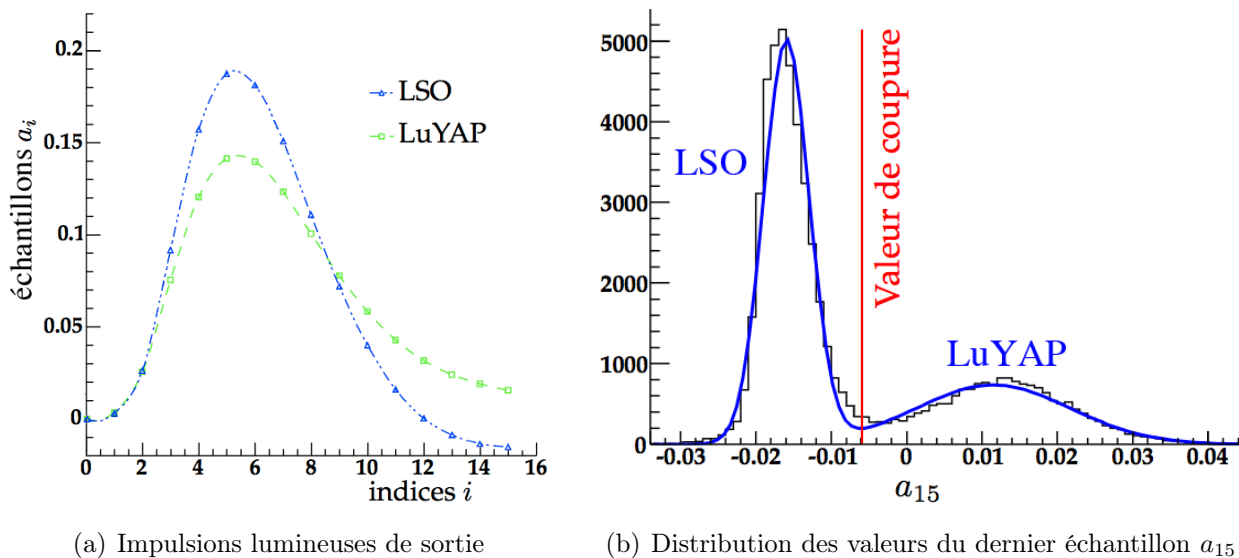 0.2
0.15
0.1
0.05
0
échantillons aᵢ
LSO
LuYAP
0 2 4 6 8 10 12 14 16
indices i
(a) Impulsions lumineuses de sortie
5000
4000
3000
2000
1000
0
LSO
Valeur de coupure
LuYAP
-0.03 -0.02 -0.01 0 0.01 0.02 0.03 0.04
a₁₅
(b) Distribution des valeurs du dernier échantillon a₁₅